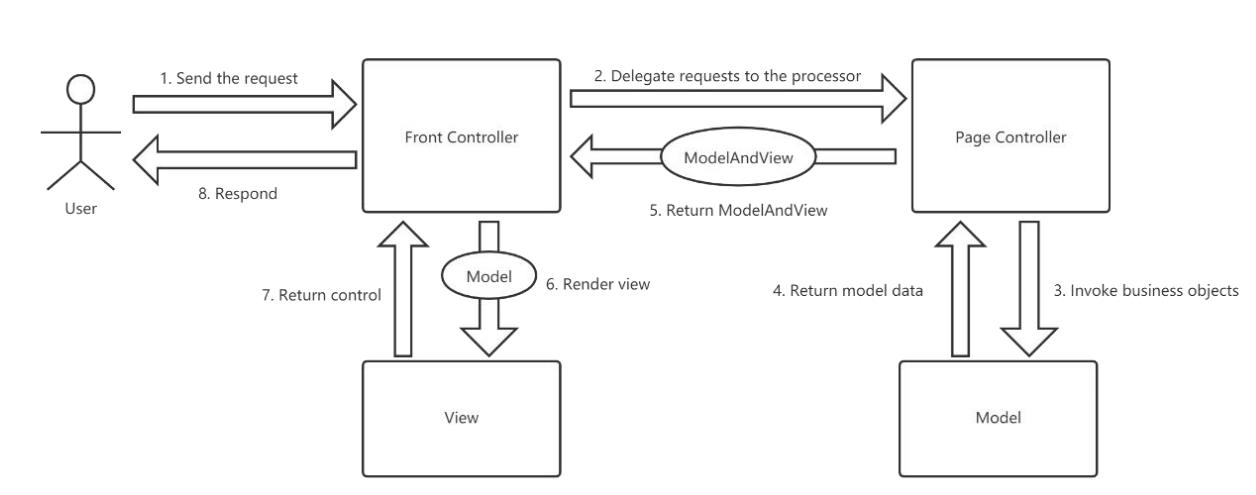 1. Send the request
2. Delegate requests to the processor
Front Controller
Page Controller
ModelAndView
8. Respond
User
5. Return ModelAndView
Model
6. Render view
7. Return control
4. Return model data
3. Invoke business objects
View
Model